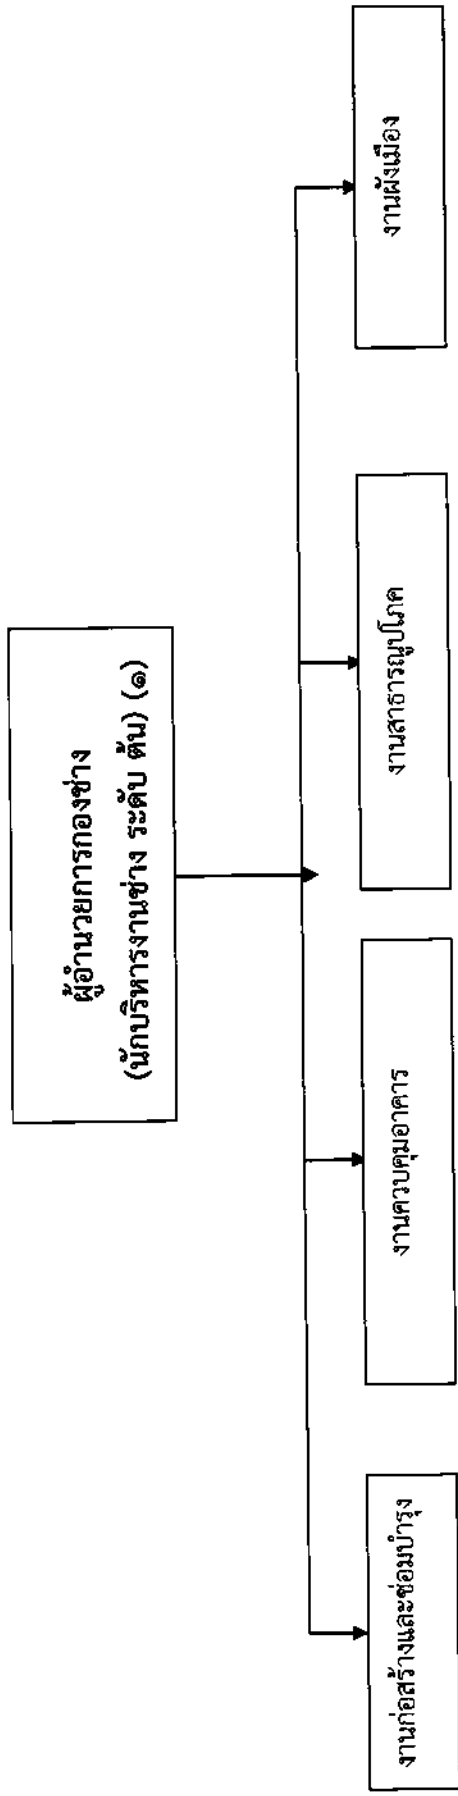 ผู้อำนวยการกองช่าง
(นักบริหารงานช่าง ระดับ ต้น) (๑)
งานก่อสร้างและซ่อมบำรุง
งานควบคุมอาคาร
งานสาธารณูปโภค
งานผังเมือง